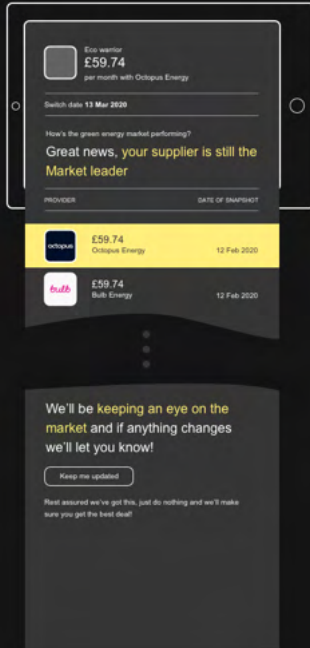 Eco warrior
£59.74
per month with Octopus Energy
Switch date 13 Mar 2020
How's the green energy market performing?
Great news, your supplier is still the
Market leader
PROVIDER DATE OF SNAPSHOT
octopus
£59.74
Octopus Energy 12 Feb 2020
bulb
£59.74
Bulb Energy 12 Feb 2020
We'll be keeping an eye on the
market and if anything changes
we'll let you know!
Keep me updated
Rest assured we've got this, just do nothing and we'll make
sure you get the best deal!